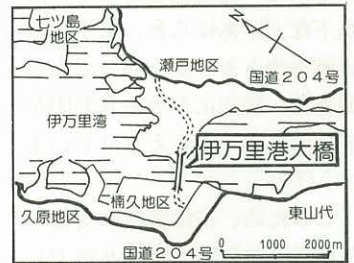 七ツ島
地区
瀬戸地区
国道204号
伊万里湾
伊万里港大橋
久原地区
楠久地区
東山代
国道204号
0 1000 2000m